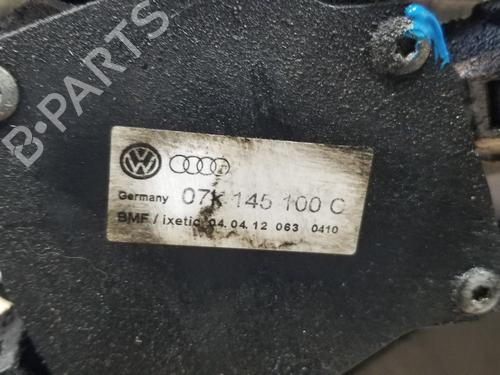 B-PARTS
Germany 07K 145 100 C
BMF / ixetic 04.04.12 063 0410